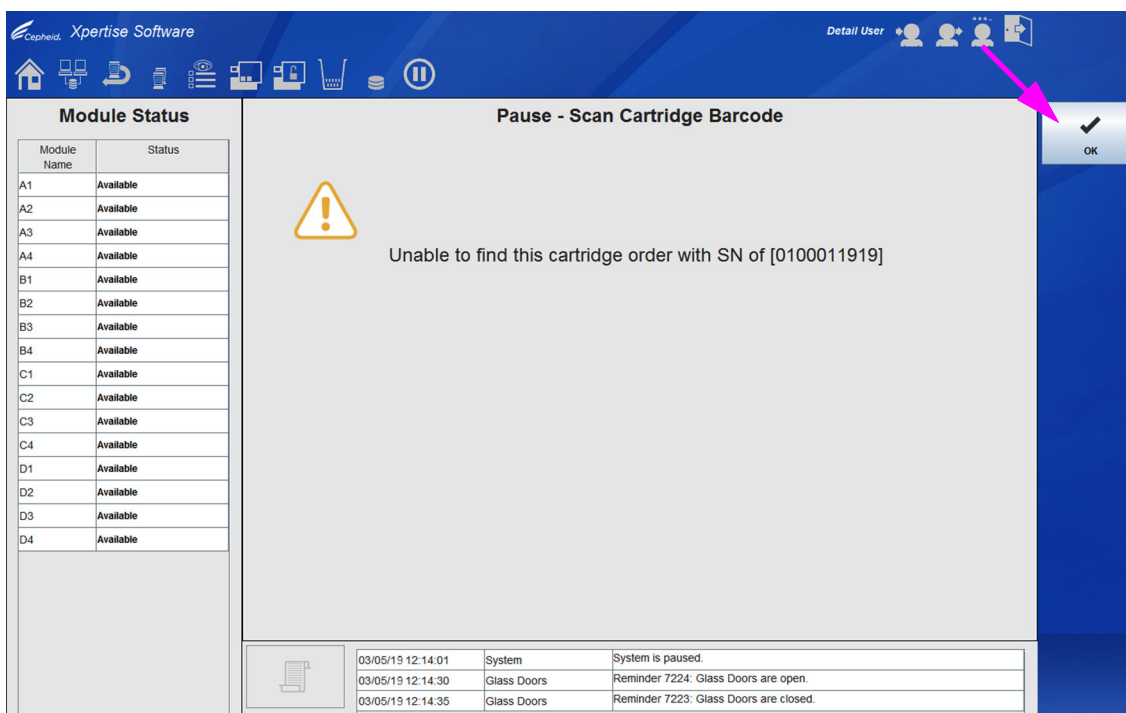 Cepheid. Xpertise Software
Detail User
Module Status
Pause - Scan Cartridge Barcode
OK
Module Name Status
A1 Available
A2 Available
A3 Available
A4 Available
B1 Available
B2 Available
B3 Available
B4 Available
C1 Available
C2 Available
C3 Available
C4 Available
D1 Available
D2 Available
D3 Available
D4 Available
Unable to find this cartridge order with SN of [0100011919]
03/05/19 12:14:01 System System is paused.
03/05/19 12:14:30 Glass Doors Reminder 7224: Glass Doors are open.
03/05/19 12:14:35 Glass Doors Reminder 7223: Glass Doors are closed.